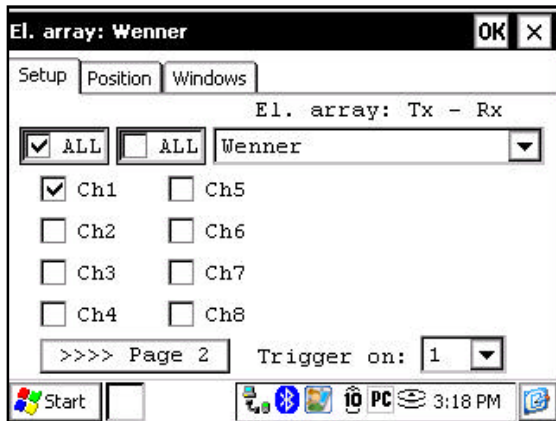 El. array: Wenner OK
Setup Position Windows
El. array: Tx - Rx
ALL ALL Wenner
Ch1 Ch5
Ch2 Ch6
Ch3 Ch7
Ch4 Ch8
>>>> Page 2 Trigger on: 1
Start PC 3:18 PM